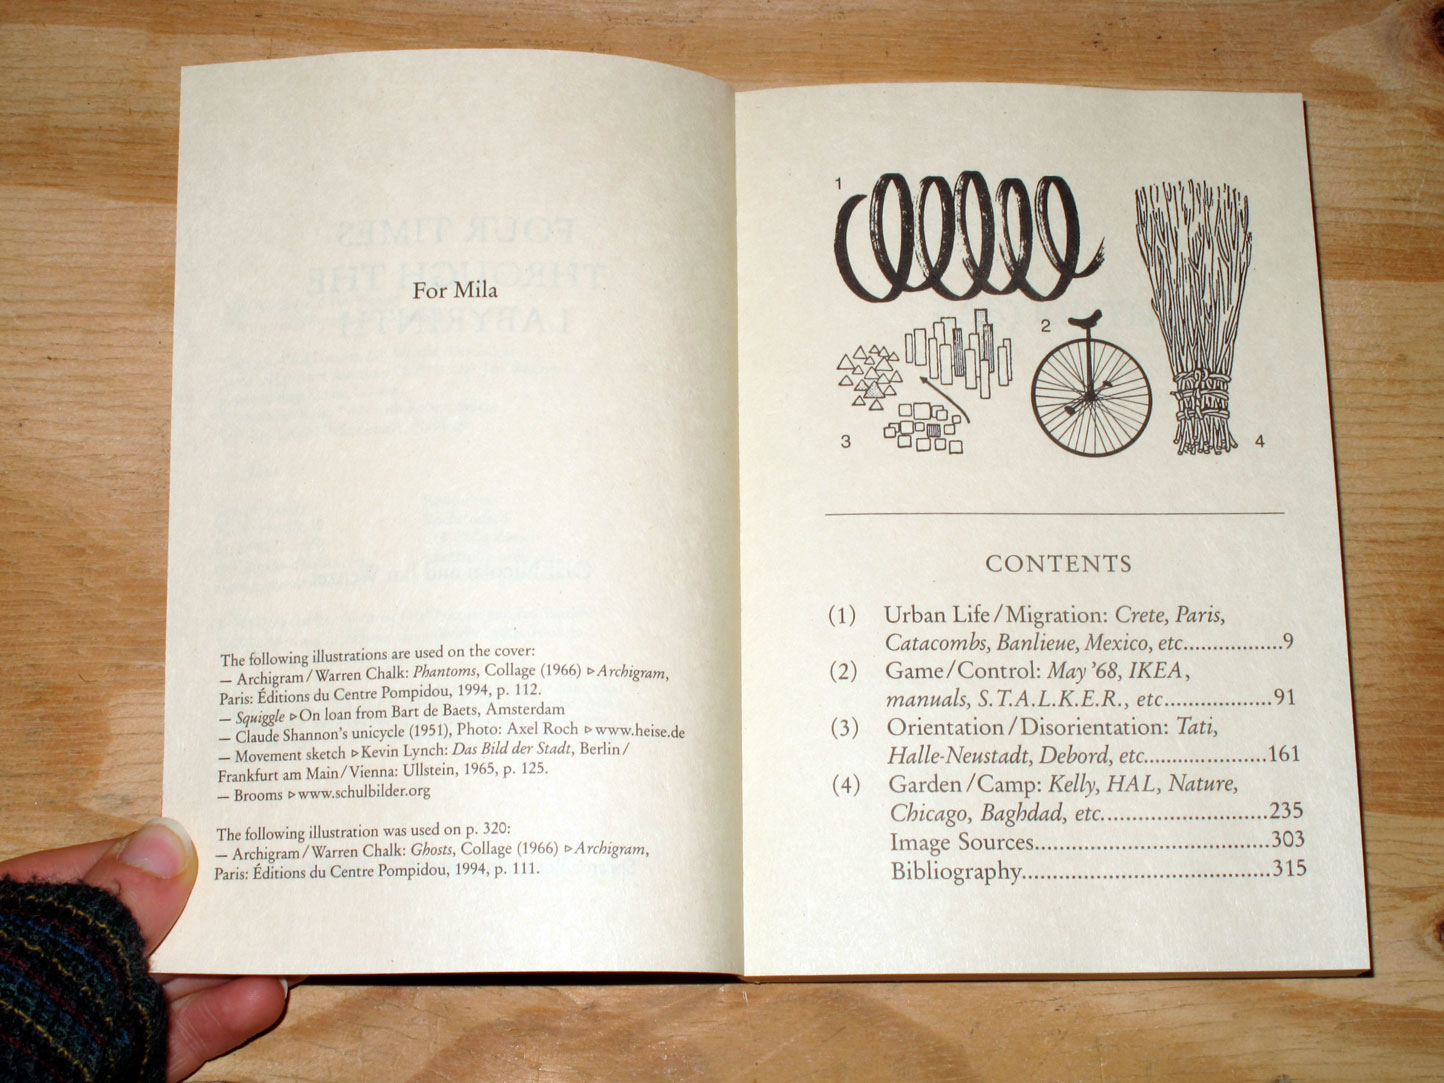 For Mila
The following illustrations are used on the cover:
— Archigram/Warren Chalk: Phantoms, Collage (1966) ▹Archigram,
Paris: Éditions du Centre Pompidou, 1994, p. 112.
— Squiggle ▹On loan from Bart de Baets, Amsterdam
— Claude Shannon's unicycle (1951), Photo: Axel Roch ▹www.heise.de
— Movement sketch ▹Kevin Lynch: Das Bild der Stadt, Berlin/
Frankfurt am Main/Vienna: Ullstein, 1965, p. 125.
— Brooms ▹www.schulbilder.org
The following illustration was used on p. 320:
— Archigram/Warren Chalk: Ghosts, Collage (1966) ▹Archigram,
Paris: Éditions du Centre Pompidou, 1994, p. 111.
1
2
3
4
CONTENTS
(1) Urban Life/Migration: Crete, Paris,
Catacombs, Banlieue, Mexico, etc.................9
(2) Game/Control: May '68, IKEA,
manuals, S.T.A.L.K.E.R., etc...................91
(3) Orientation/Disorientation: Tati,
Halle-Neustadt, Debord, etc.....................161
(4) Garden/Camp: Kelly, HAL, Nature,
Chicago, Baghdad, etc..........................235
Image Sources.......................................303
Bibliography........................................315
FOUR TIMES
THROUGH THE
LABYRINTH